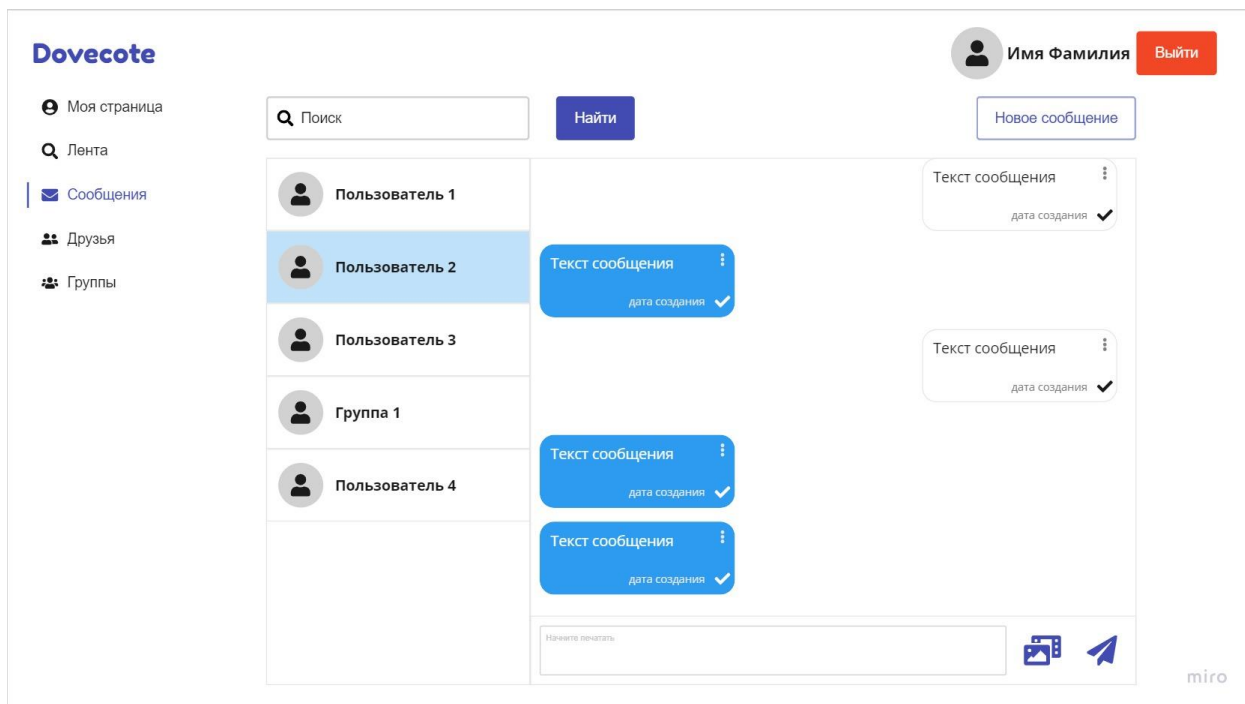 Dovecote
Имя Фамилия
Выйти
Моя страница
Лента
Сообщения
Друзья
Группы
Поиск
Найти
Новое сообщение
Пользователь 1
Пользователь 2
Пользователь 3
Группа 1
Пользователь 4
Текст сообщения
дата создания
Текст сообщения
дата создания
Текст сообщения
дата создания
Текст сообщения
дата создания
Текст сообщения
дата создания
Начните печатать
miro